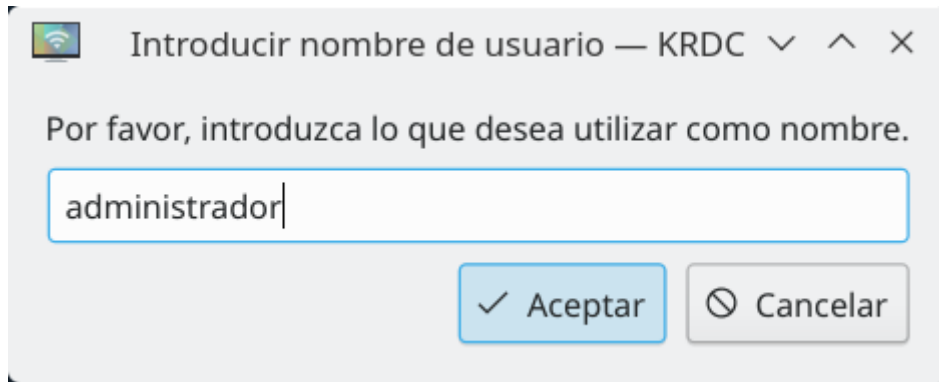 Introducir nombre de usuario — KRDC
Por favor, introduzca lo que desea utilizar como nombre.
administrador
Aceptar
Cancelar